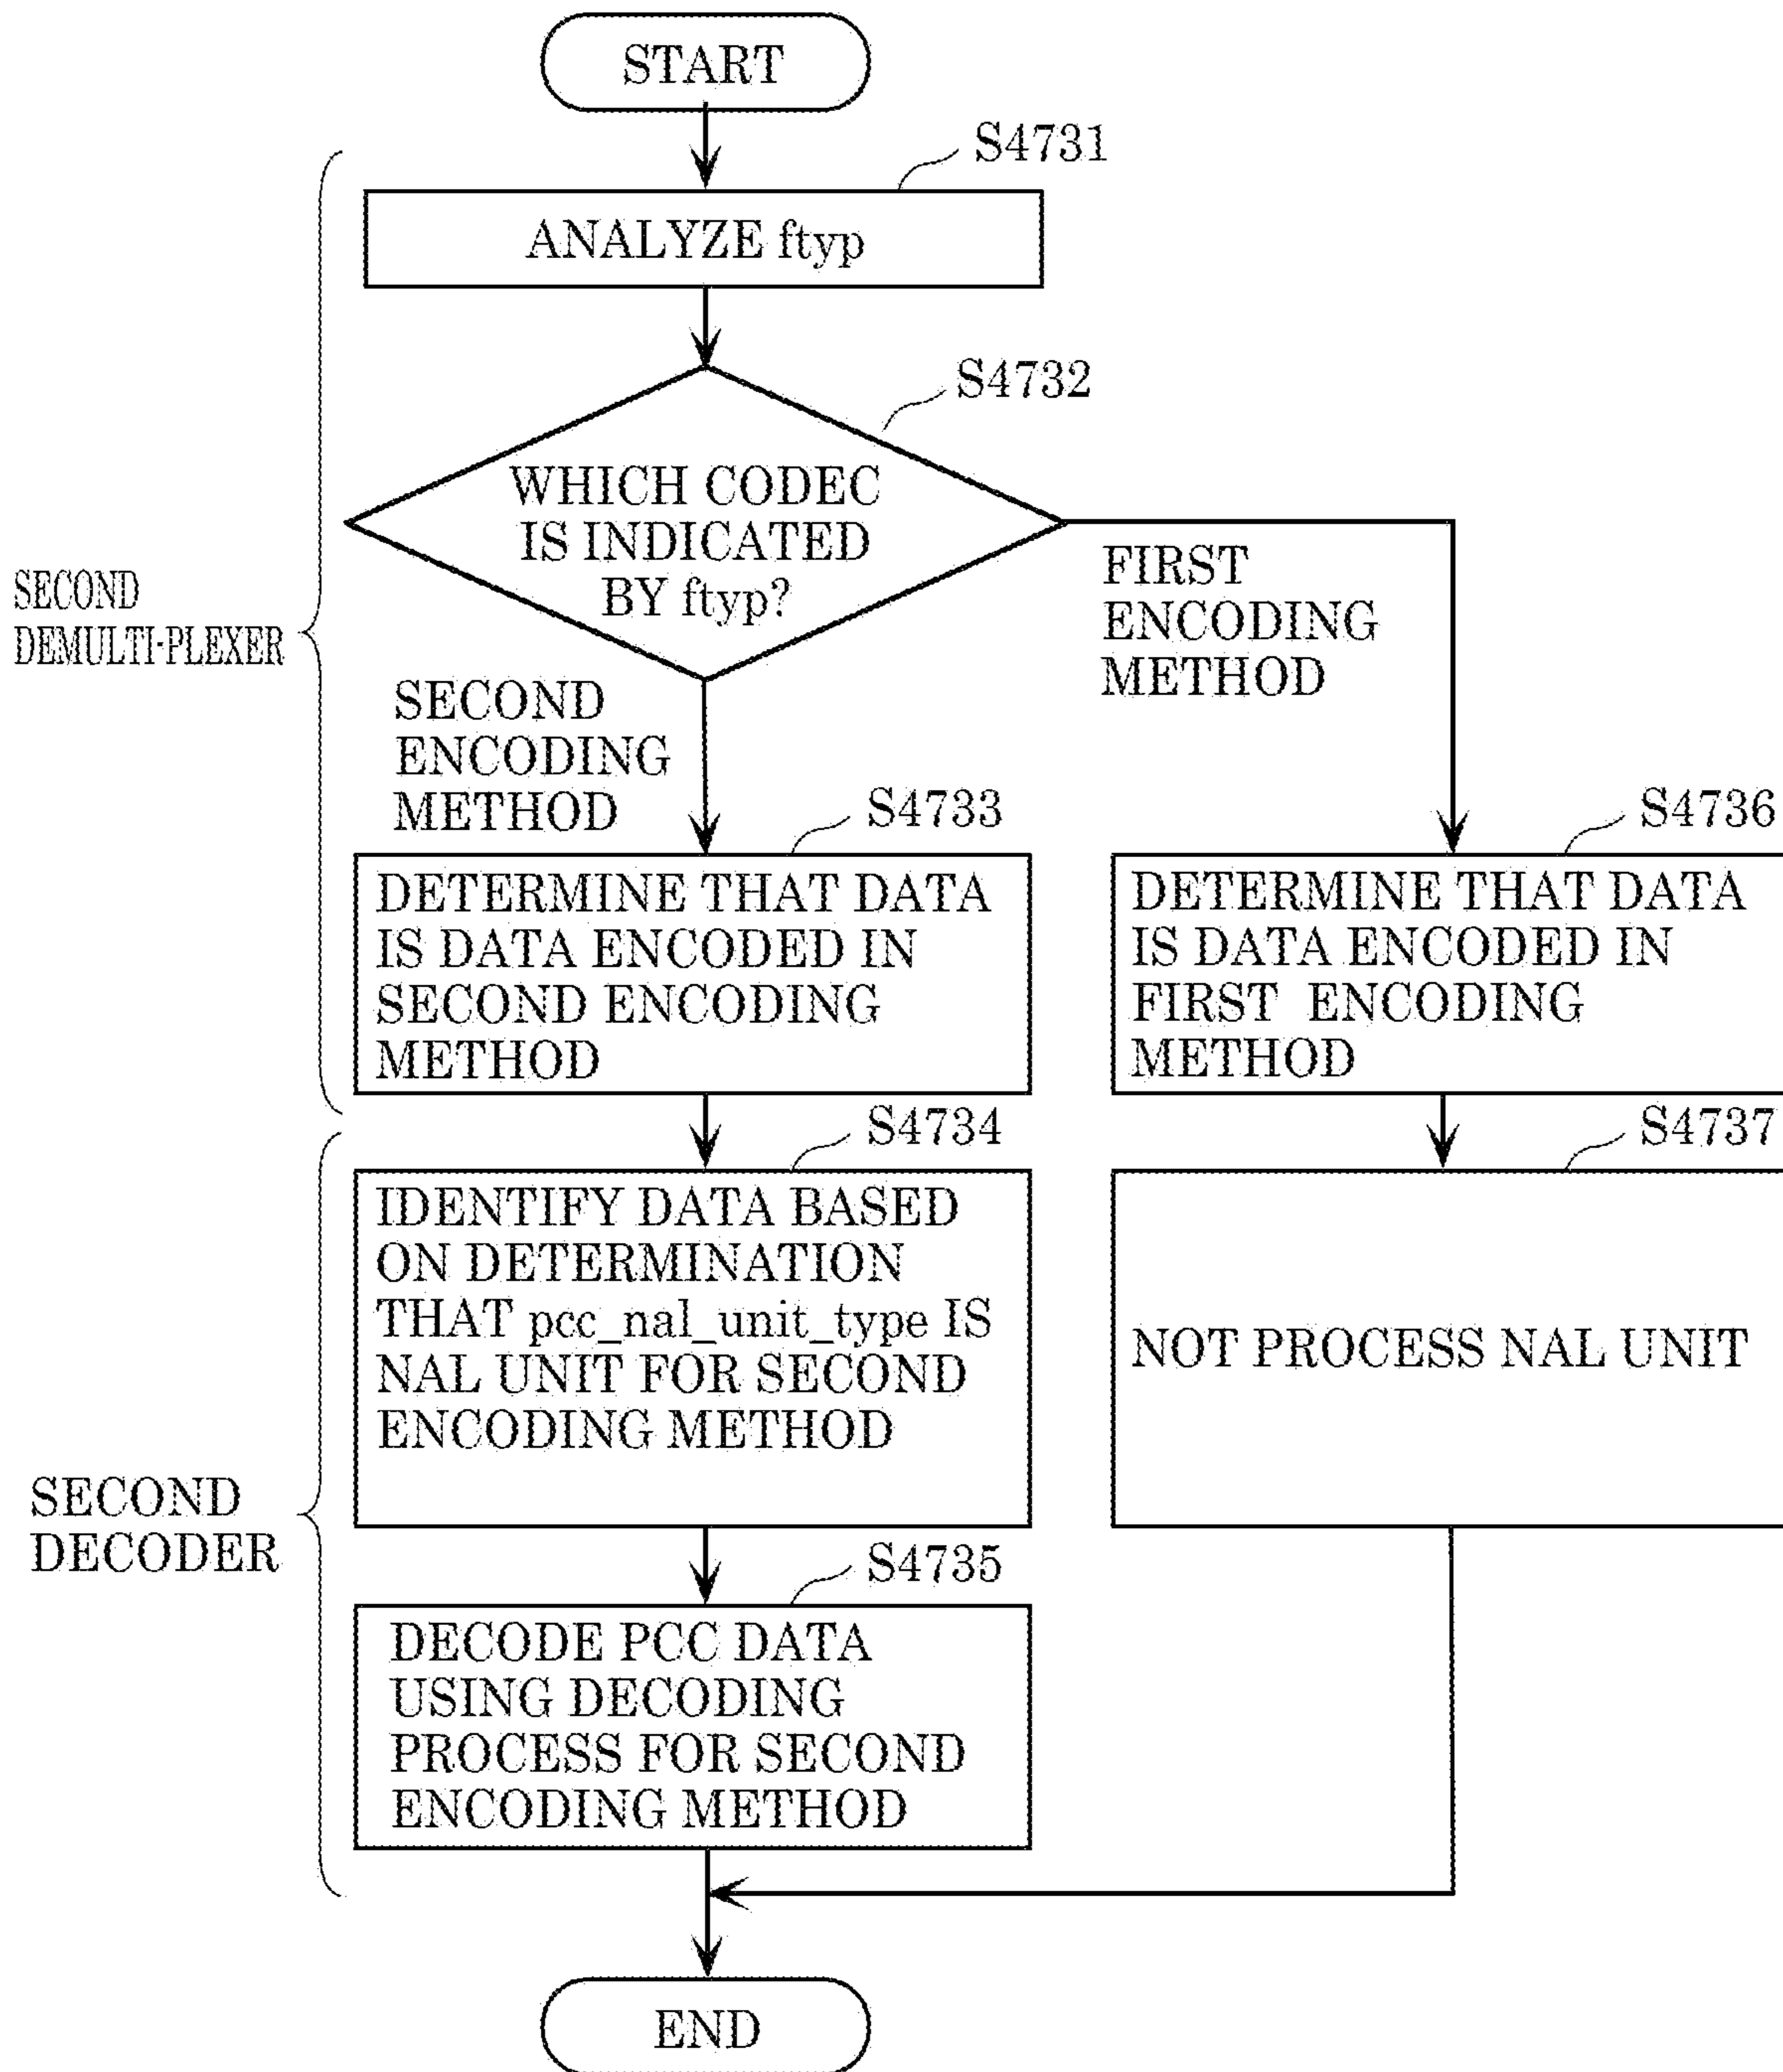 START
S4731
ANALYZE ftyp
S4732
WHICH CODEC
IS INDICATED
BY ftyp?
FIRST
ENCODING
METHOD
SECOND
DEMULTI-PLEXER
SECOND
ENCODING
METHOD
S4733
DETERMINE THAT DATA
IS DATA ENCODED IN
SECOND ENCODING
METHOD
S4736
DETERMINE THAT DATA
IS DATA ENCODED IN
FIRST ENCODING
METHOD
S4734
IDENTIFY DATA BASED
ON DETERMINATION
THAT pcc_nal_unit_type IS
NAL UNIT FOR SECOND
ENCODING METHOD
S4737
NOT PROCESS NAL UNIT
SECOND
DECODER
S4735
DECODE PCC DATA
USING DECODING
PROCESS FOR SECOND
ENCODING METHOD
END